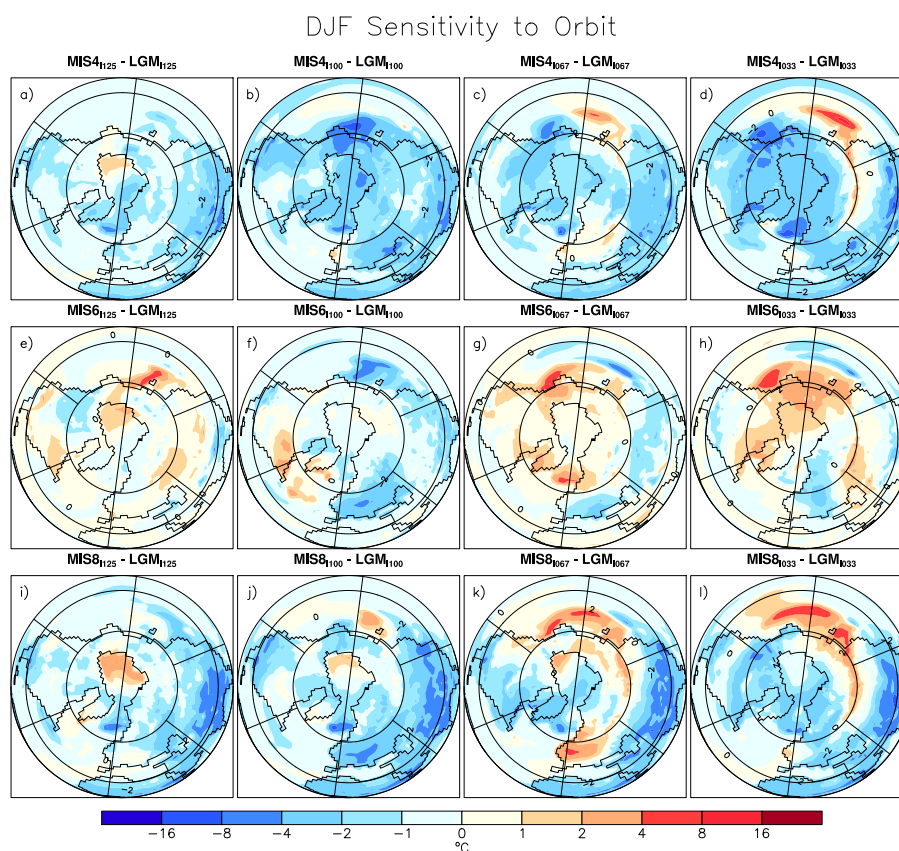 DJF Sensitivity to Orbit
MIS4I125 - LGMI125 MIS4I100 - LGMI100 MIS4I067 - LGMI067 MIS4I033 - LGMI033
a) b) c) d)
MIS6I125 - LGMI125 MIS6I100 - LGMI100 MIS6I067 - LGMI067 MIS6I033 - LGMI033
e) f) g) h)
MIS8I125 - LGMI125 MIS8I100 - LGMI100 MIS8I067 - LGMI067 MIS8I033 - LGMI033
i) j) k) l)
-16 -8 -4 -2 -1 0 1 2 4 8 16
°C